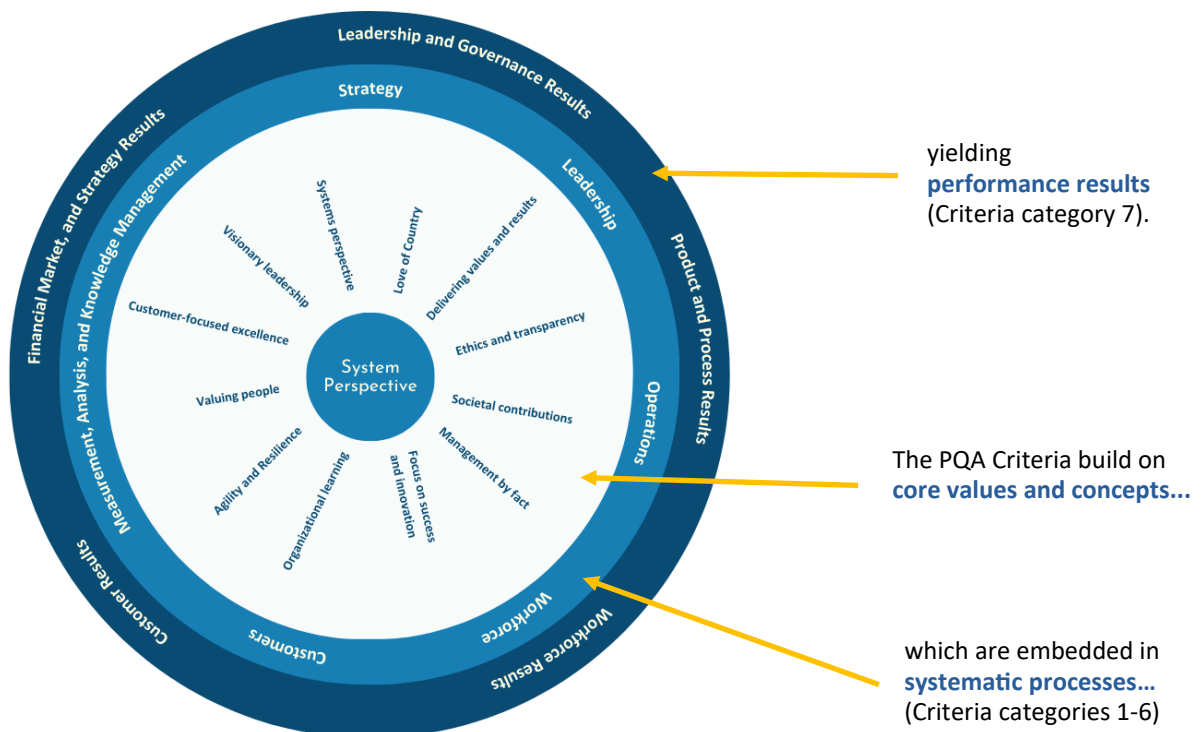 Leadership and Governance Results
Financial Market, and Strategy Results
Product and Process Results
Customer Results
Workforce Results
Strategy
Leadership
Measurement, Analysis, and Knowledge Management
Operations
Customers
Workforce
Systems perspective
Love of Country
Visionary leadership
Delivering values and results
Customer-focused excellence
Ethics and transparency
Valuing people
Societal contributions
Agility and Resilience
Management by fact
Organizational learning
Focus on success
and innovation
System
Perspective
yielding
performance results
(Criteria category 7).
The PQA Criteria build on
core values and concepts...
which are embedded in
systematic processes…
(Criteria categories 1-6)